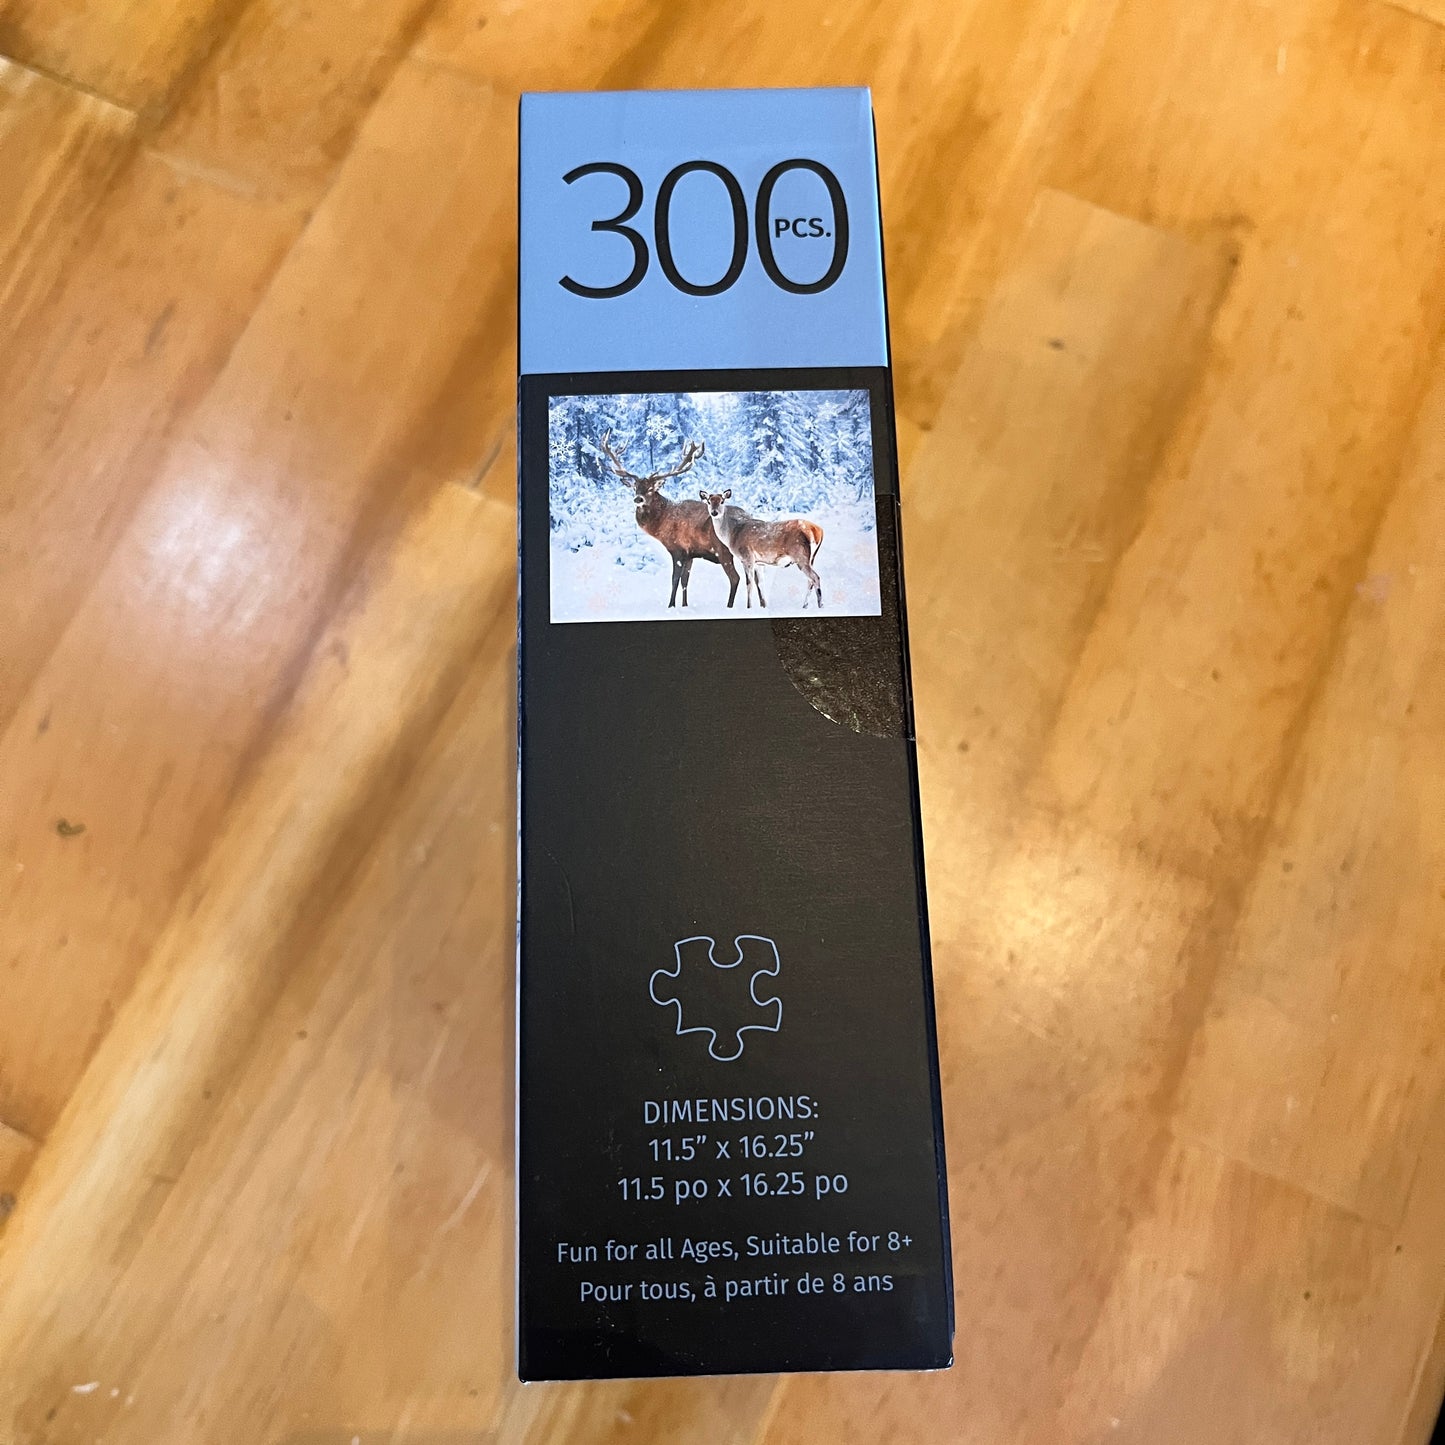 300
PCS.
DIMENSIONS:
11.5” x 16.25”
11.5 po x 16.25 po
Fun for all Ages, Suitable for 8+
Pour tous, à partir de 8 ans